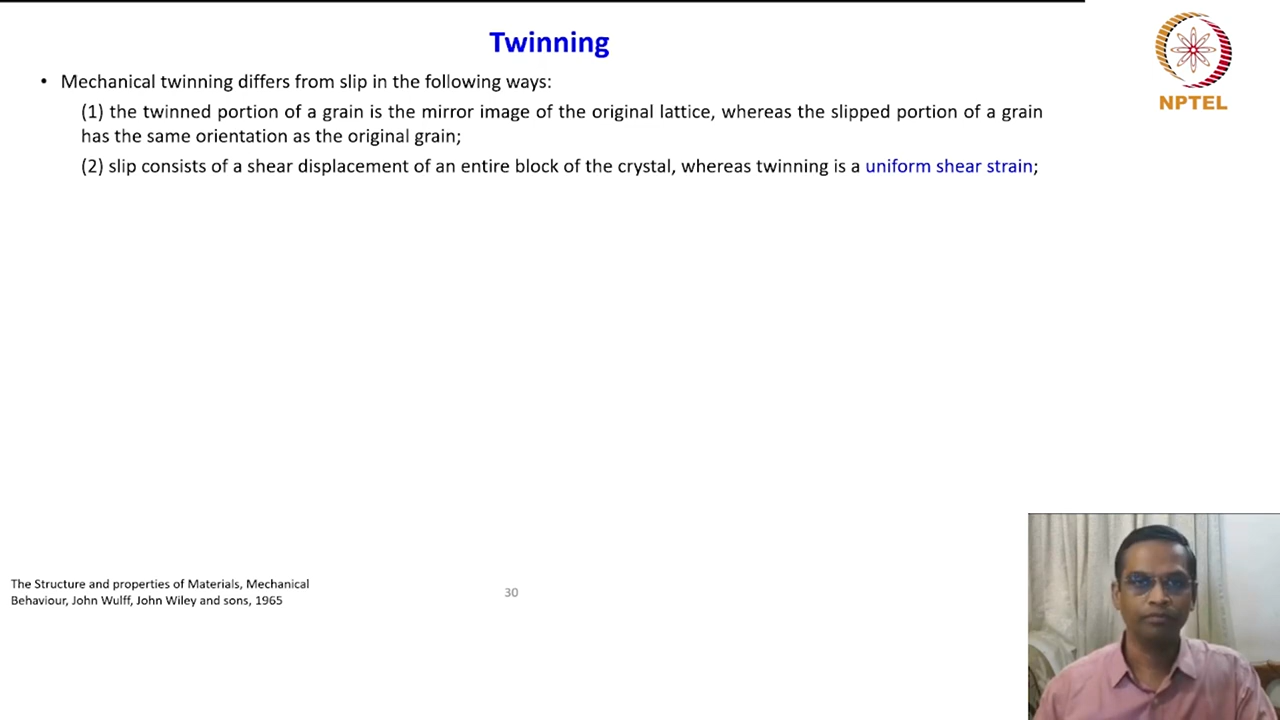 Twinning
NPTEL
• Mechanical twinning differs from slip in the following ways:
(1) the twinned portion of a grain is the mirror image of the original lattice, whereas the slipped portion of a grain
has the same orientation as the original grain;
(2) slip consists of a shear displacement of an entire block of the crystal, whereas twinning is a uniform shear strain;
The Structure and properties of Materials, Mechanical
Behaviour, John Wulff, John Wiley and sons, 1965
30